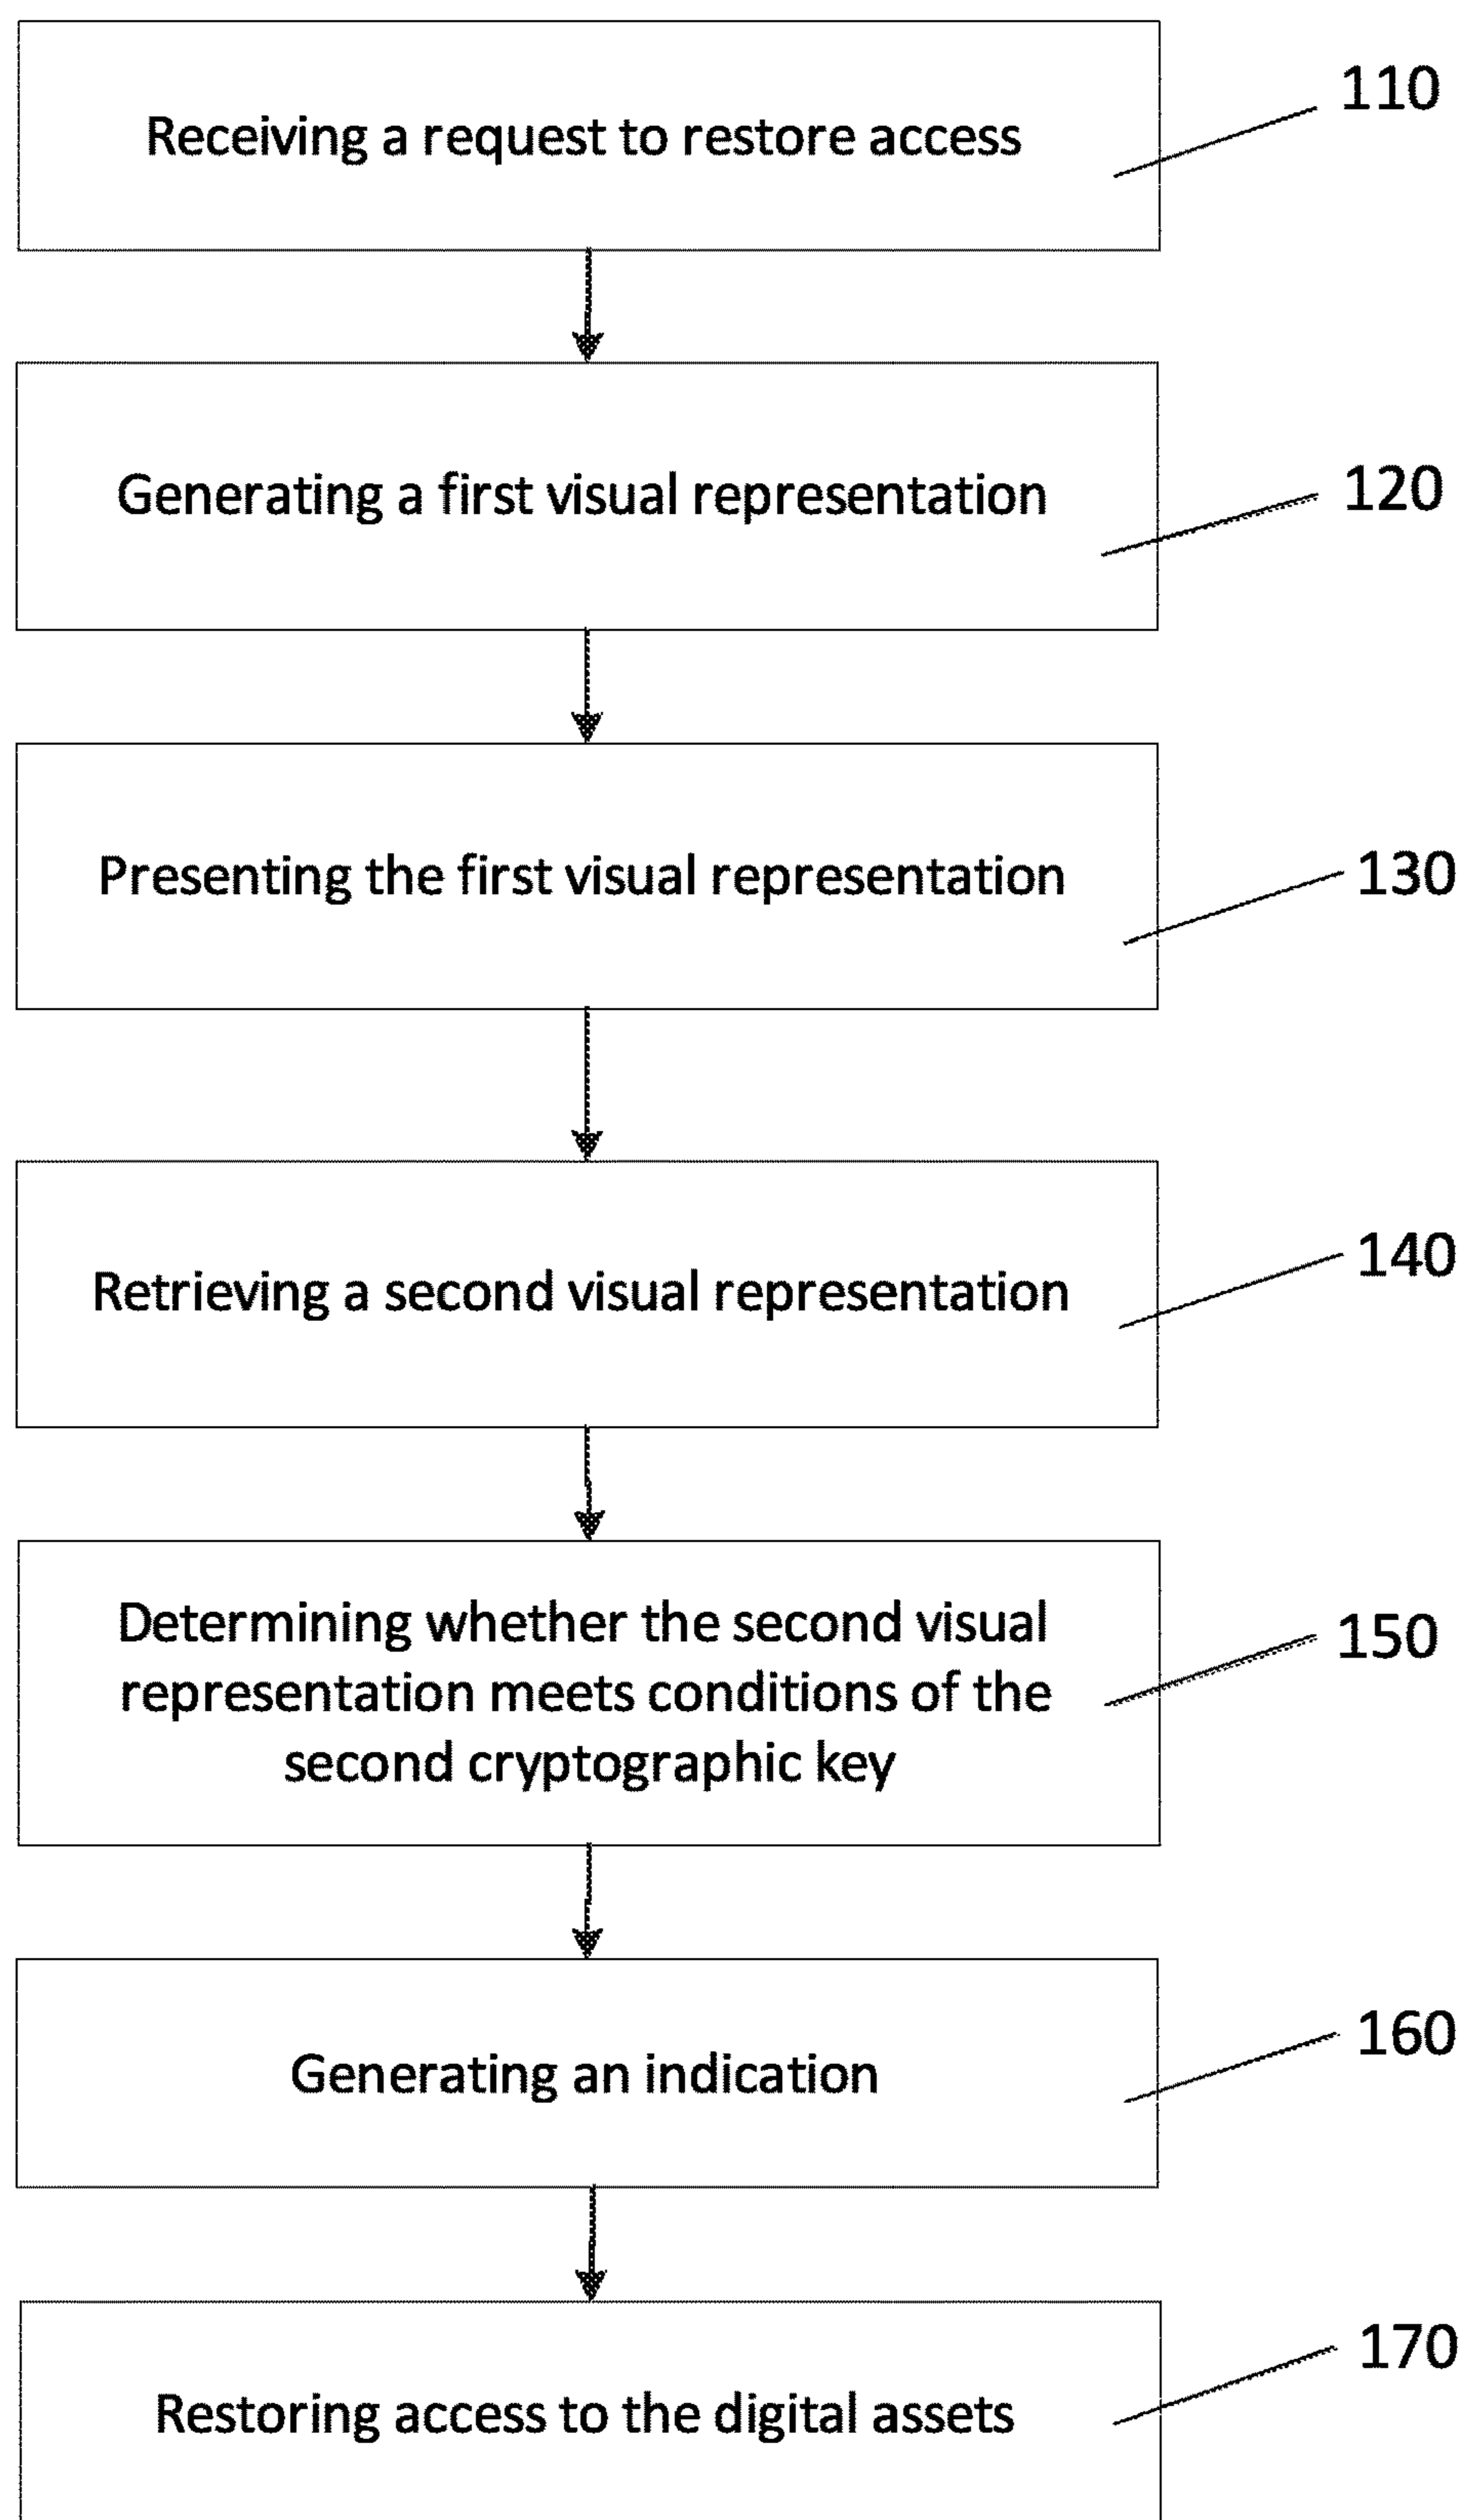 Receiving a request to restore access
110
Generating a first visual representation
120
Presenting the first visual representation
130
Retrieving a second visual representation
140
Determining whether the second visual
representation meets conditions of the
second cryptographic key
150
Generating an indication
160
Restoring access to the digital assets
170